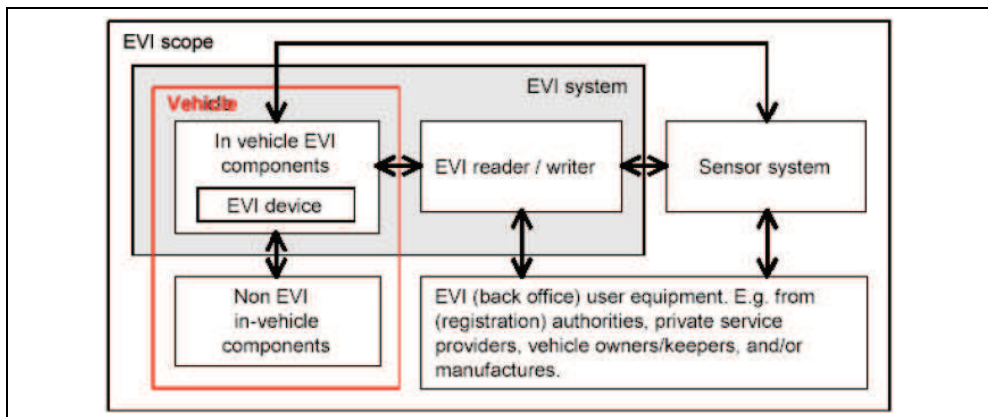 EVI scope
EVI system
Vehicle
In vehicle EVI
components
EVI device
EVI reader / writer
Sensor system
Non EVI
in-vehicle
components
EVI (back office) user equipment. E.g. from
(registration) authorities, private service
providers, vehicle owners/keepers, and/or
manufactures.